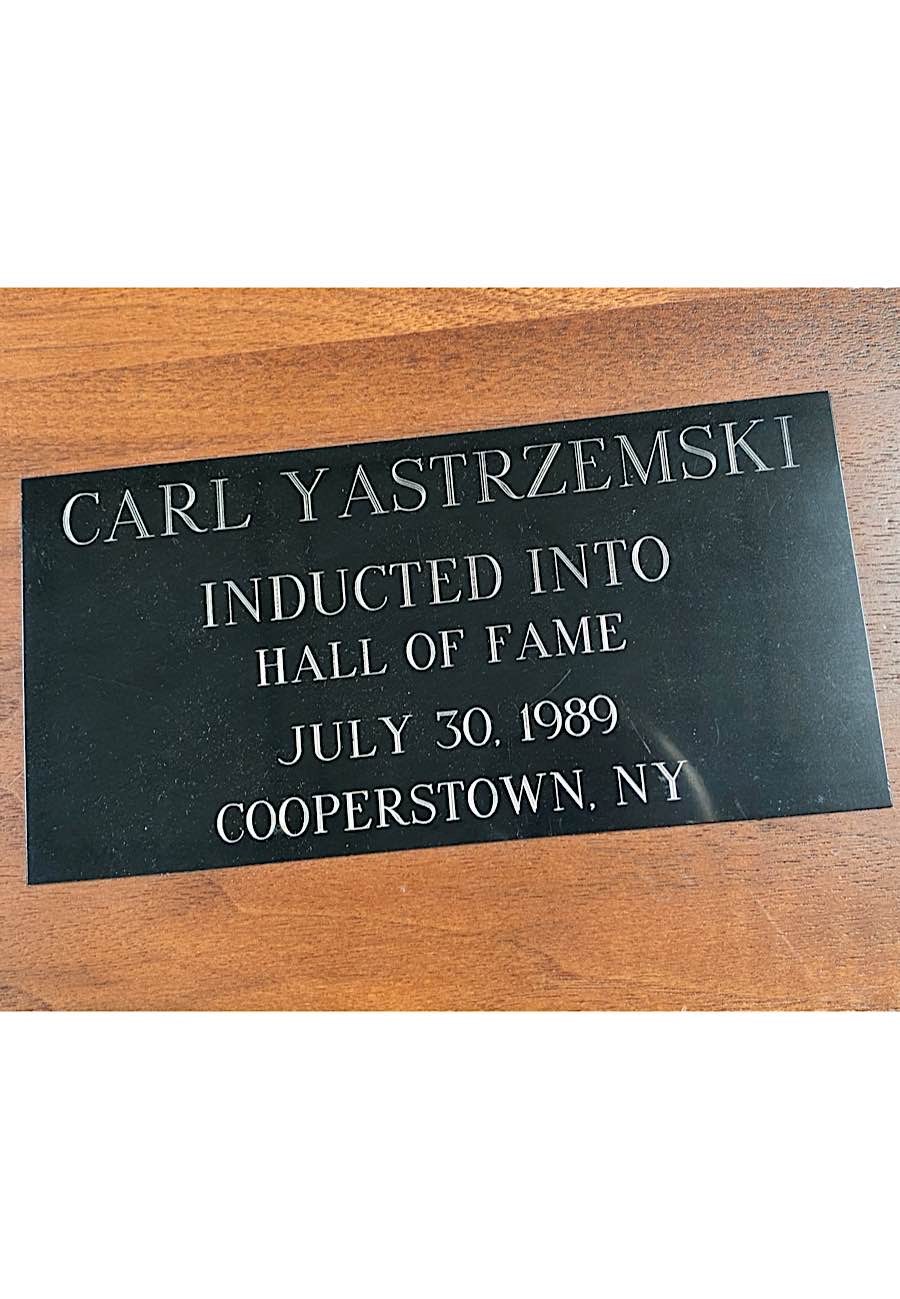 CARL YASTRZEMSKI
INDUCTED INTO
HALL OF FAME
JULY 30, 1989
COOPERSTOWN, NY